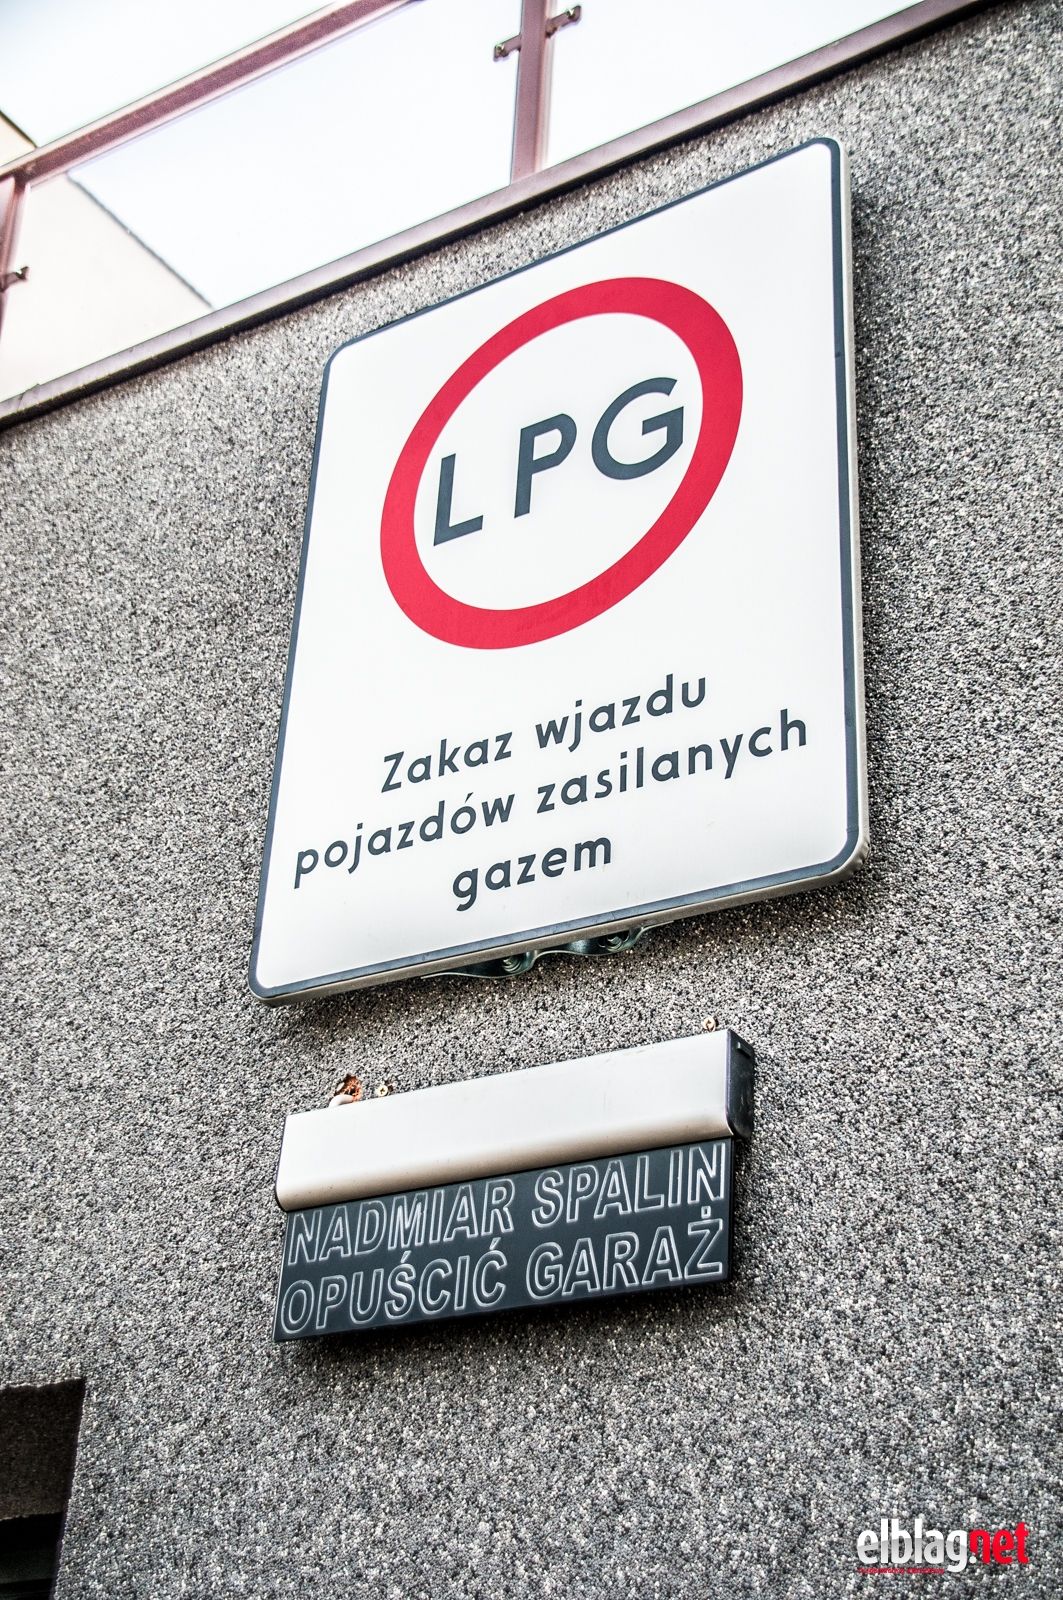 LPG
Zakaz wjazdu
pojazdów zasilanych
gazem
NADMIAR SPALIN
OPUŚCIĆ GARAŻ
elblag.net